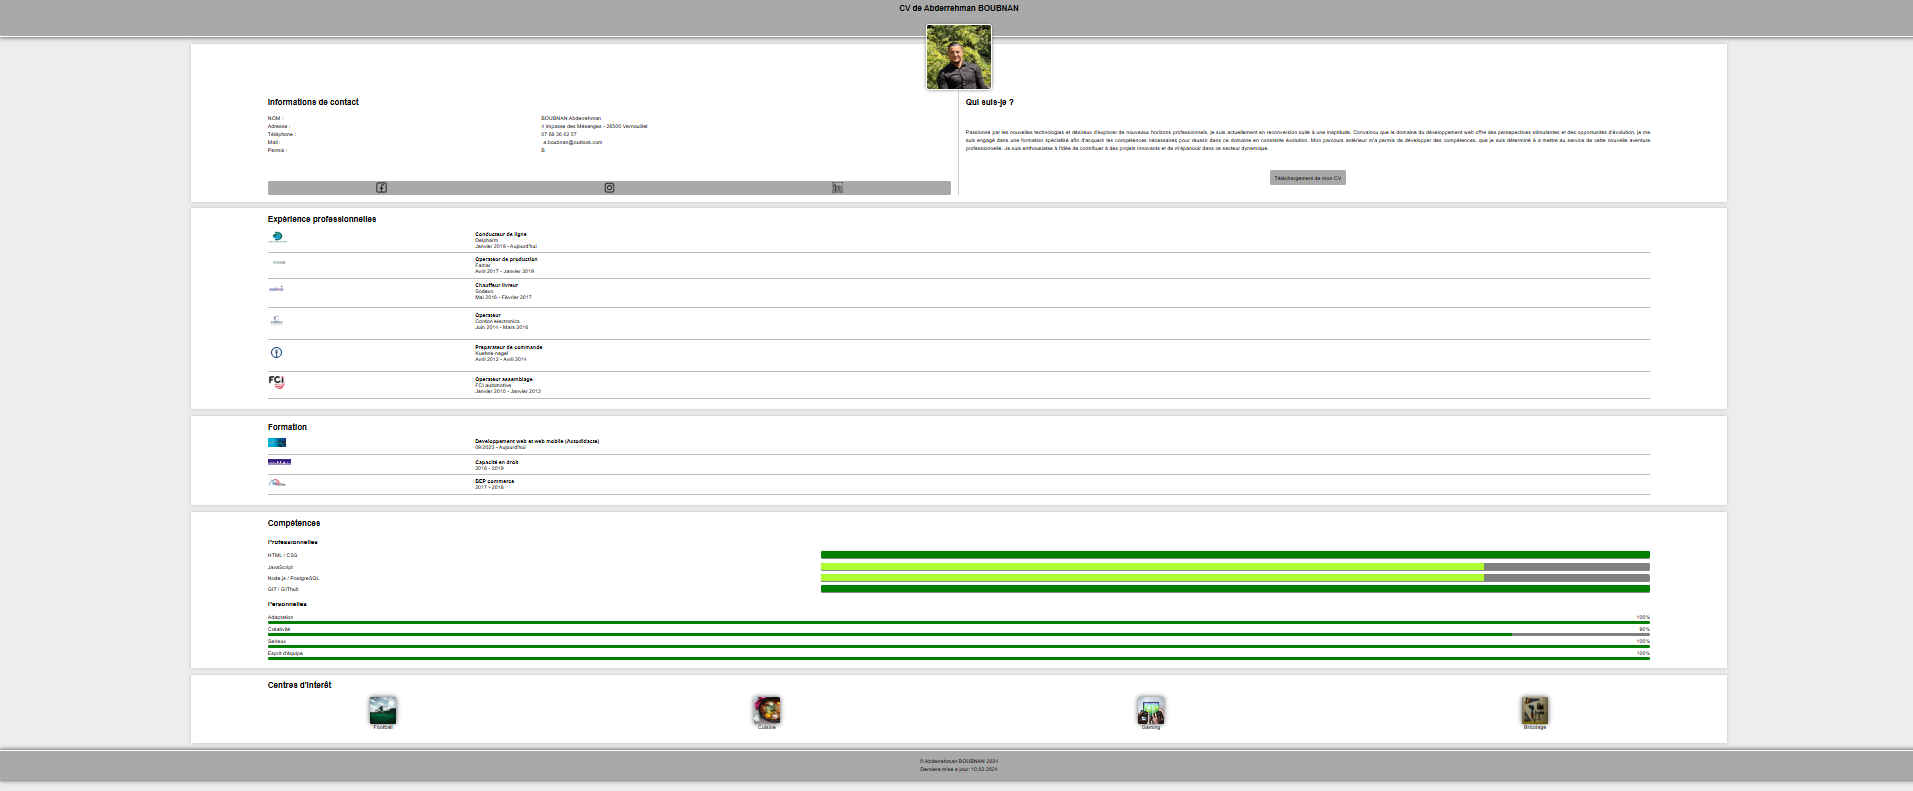 CV de Abderrehman BOUBNAN
Informations de contact
NOM :
BOUBNAN Abderrehman
Adresse :
4 impasse des Mésanges - 28500 Vernouillet
Téléphone :
07 68 36 02 57
Mail :
a.boubnan@outlook.com
Permis :
B
Qui suis-je ?
Passionné par les nouvelles technologies et désireux d'explorer de nouveaux horizons professionnels, je suis actuellement en reconversion suite à une inaptitude. Convaincu que le domaine du développement web offre des persepectives stimulantes et des opportunités d'évolution, je me
suis engagé dans une formation spécialisé afin d'acquérir les compétences nécessaires pour réussir dans ce domaine en constante évolution. Mon parcours antérieur m'a permis de développer des compétences, que je suis déterminé à a mettre au service de cette nouvelle aventure
professionnelle. Je suis enthousiatse à l'idée de contribuer à des projets innovants et de m'épanouir dans ce secteur dynamique.
Téléchargement de mon CV
Expérience professionnelles
Conducteur de ligne
Delpharm
Janvier 2019 - Aujourd'hui
Operateur de production
Famar
Avril 2017 - Janvier 2019
Chauffeur livreur
Sodexo
Mai 2016 - Février 2017
Operateur
Cordon electronics
Juin 2014 - Mars 2016
Preparateur de commande
Kuehne nagel
Avril 2012 - Avril 2014
FCi
Operateur assemblage
FCI automotive
Janvier 2010 - Janvier 2012
Formation
Developpement web et web mobile (Autodidacte)
09/2023 - Aujourd'hui
Capacité en droit
2018 - 2019
BEP commerce
2017 - 2018
Compétences
Professionnelles
HTML / CSS
JavaScript
Node.js / PostgreSQL
GIT / GIThub
Personnelles
Adaptation
100%
Créativité
90%
Serieux
100%
Esprit d'équipe
100%
Centres d'interêt
Football
Cuisine
Gaming
Bricolage
© Abderrehman BOUBNAN 2024
Derniere mise a jour: 10.02.2024